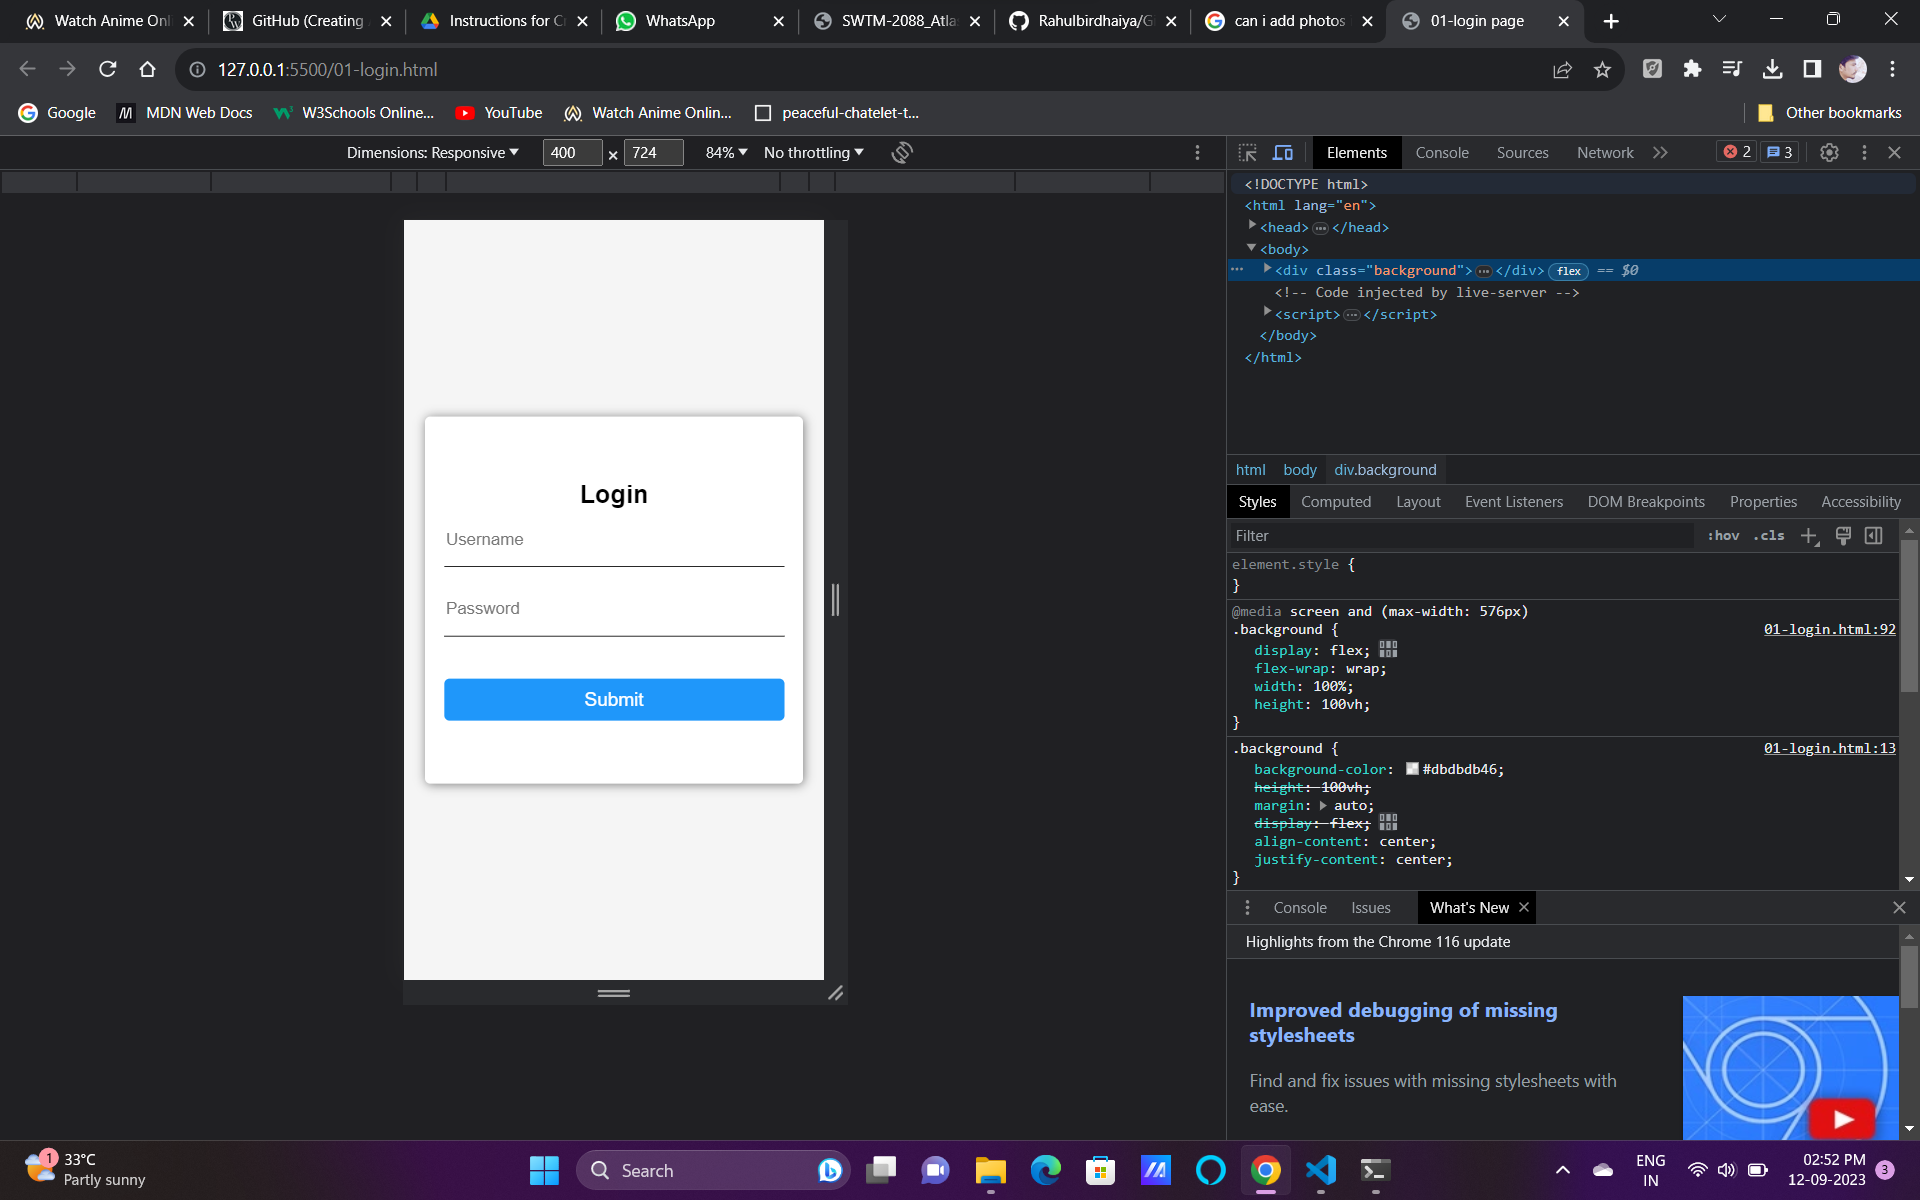 Watch Anime Onl
GitHub (Creating
Instructions for C
WhatsApp
SWTM-2088_Atla
Rahulbirdhaiya/Gi
can i add photos
01-login page
127.0.0.1:5500/01-login.html
Google
MDN Web Docs
W3Schools Online...
YouTube
Watch Anime Onlin...
peaceful-chatelet-t...
Other bookmarks
Dimensions: Responsive
400 x 724
84%
No throttling
Elements
Console
Sources
Network
2
3
<!DOCTYPE html>
<html lang="en">
<head>…</head>
<body>
<div class="background">…</div> flex == $0
<!-- Code injected by live-server -->
<script>…</script>
</body>
</html>
html body div.background
Styles
Computed
Layout
Event Listeners
DOM Breakpoints
Properties
Accessibility
Filter
:hov .cls
element.style {
}
@media screen and (max-width: 576px)
.background { 01-login.html:92
display: flex;
flex-wrap: wrap;
width: 100%;
height: 100vh;
}
.background { 01-login.html:13
background-color: #dbdbdb46;
height: 100vh;
margin: auto;
display: flex;
align-content: center;
justify-content: center;
}
Console
Issues
What's New
Highlights from the Chrome 116 update
Improved debugging of missing
stylesheets
Find and fix issues with missing stylesheets with
ease.
Login
Username
Password
Submit
1
33°C
Partly sunny
Search
ENG
IN
02:52 PM
12-09-2023
3